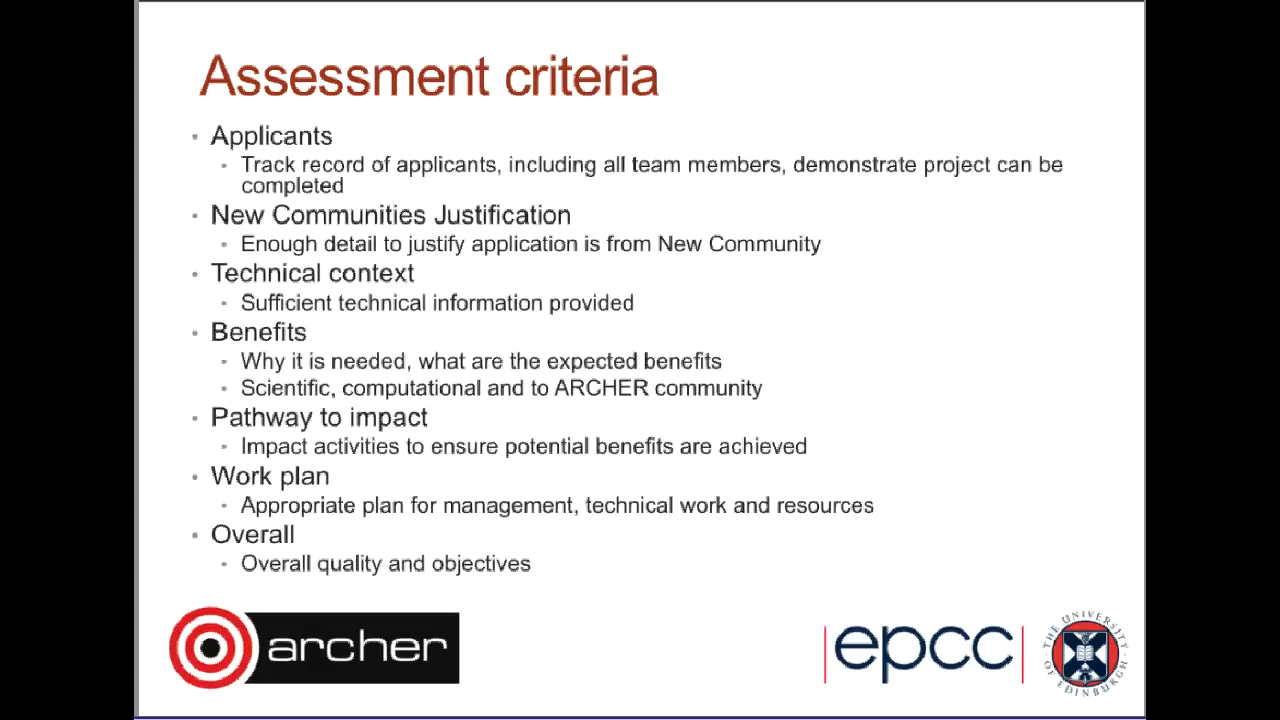 Assessment criteria
• Applicants
• Track record of applicants, including all team members, demonstrate project can be
completed
• New Communities Justification
• Enough detail to justify application is from New Community
• Technical context
• Sufficient technical information provided
• Benefits
• Why it is needed, what are the expected benefits
• Scientific, computational and to ARCHER community
• Pathway to impact
• Impact activities to ensure potential benefits are achieved
• Work plan
• Appropriate plan for management, technical work and resources
• Overall
• Overall quality and objectives
archer
epcc
THE UNIVERSITY
OF EDINBURGH